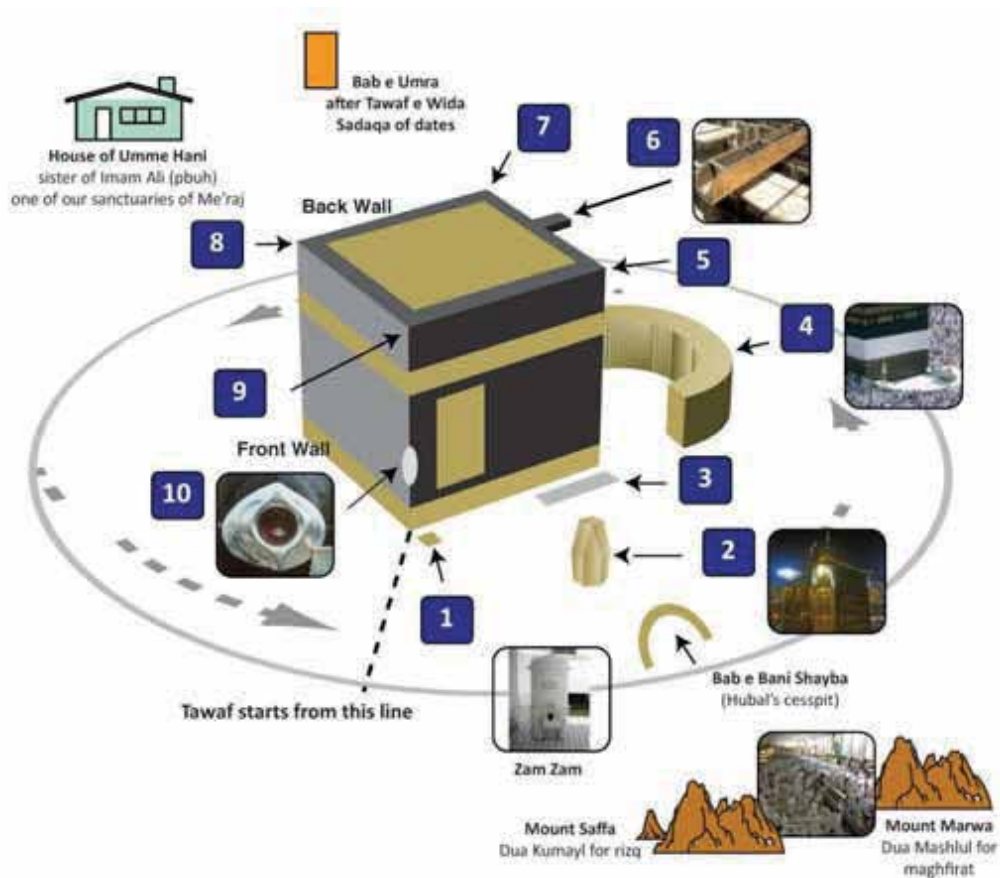 Bab e Umra
after Tawaf e Wida
Sadaqa of dates
House of Umme Hani
sister of Imam Ali (pbuh)
one of our sanctuaries of Me'raj
7
6
Back Wall
8
5
4
9
Front Wall
10
3
2
1
Tawaf starts from this line
Bab e Bani Shayba
(Hubal's cesspit)
Zam Zam
Mount Saffa
Dua Kumayl for rizq
Mount Marwa
Dua Mashlul for
maghfirat